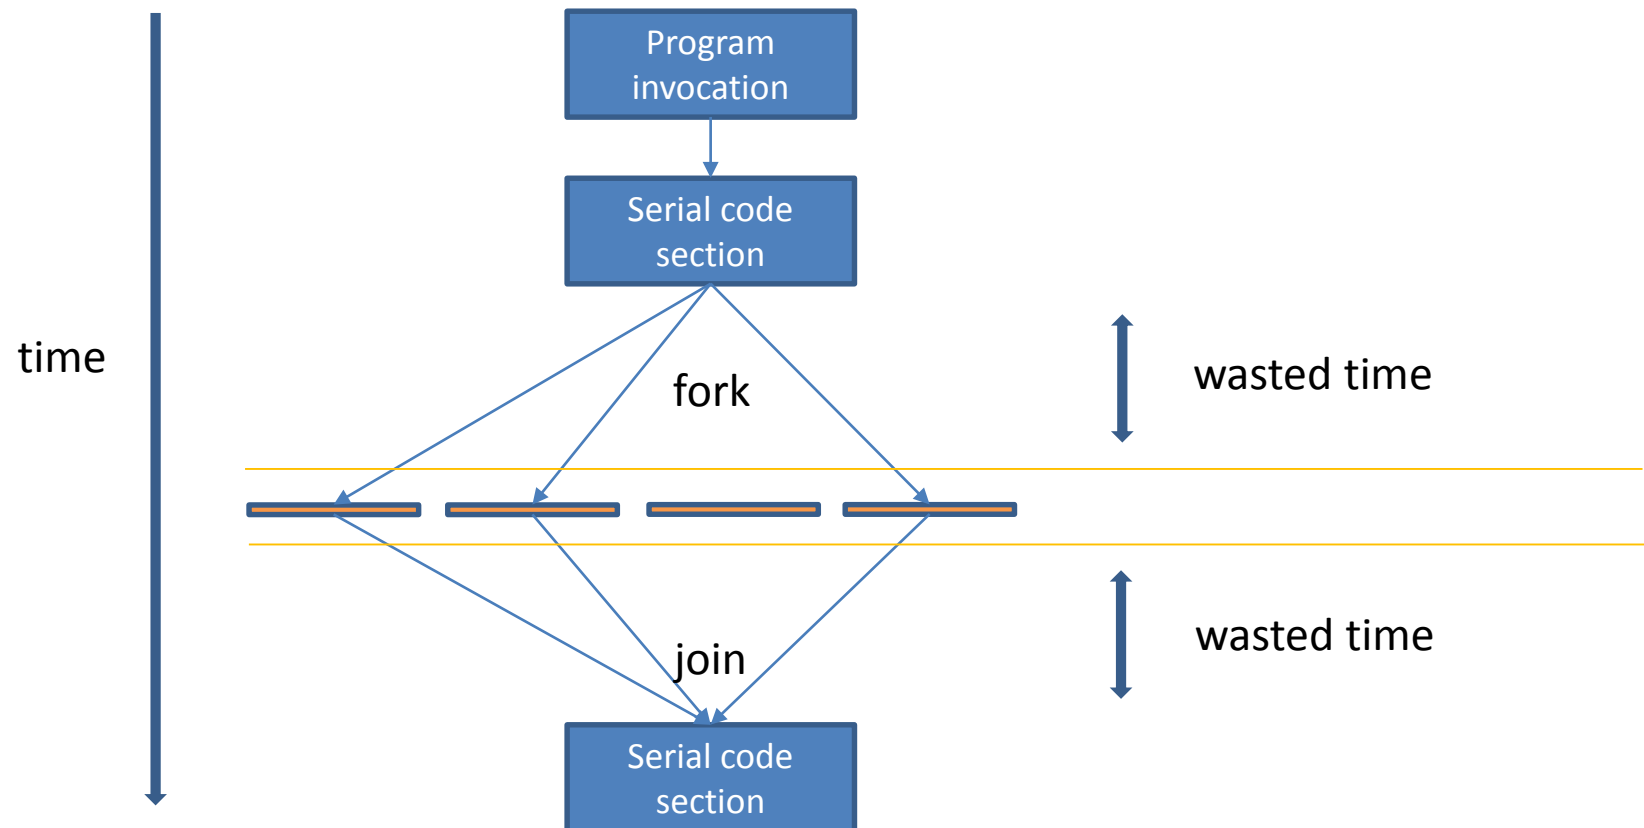 Program
invocation
Serial code
section
time
fork
wasted time
wasted time
join
Serial code
section